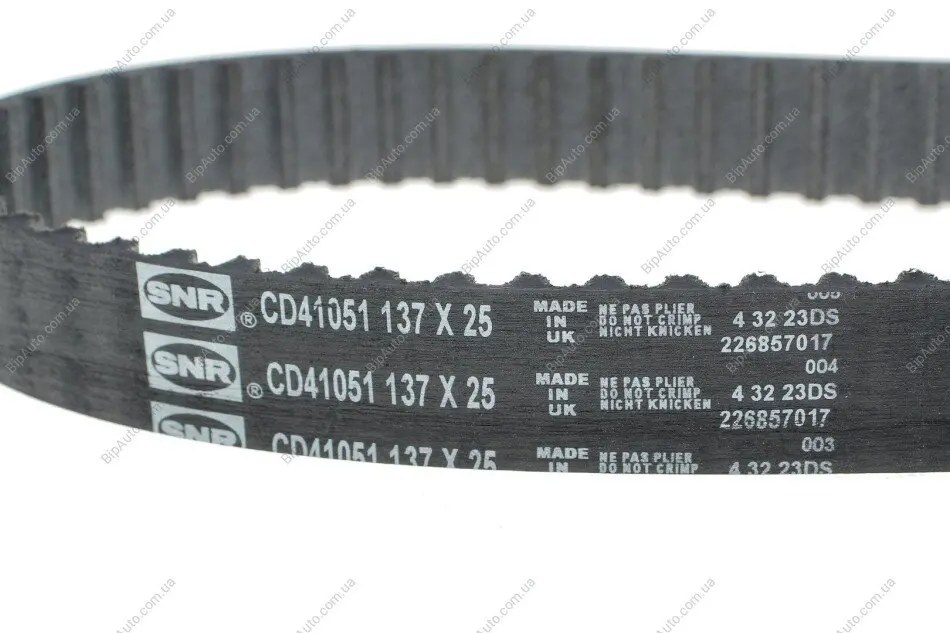 SNR ® CD41051 137 X 25
MADE IN UK
NE PAS PLIER
DO NOT CRIMP
NICHT KNICKEN
4 32 23DS
226857017
004
SNR ® CD41051 137 X 25
MADE IN UK
NE PAS PLIER
DO NOT CRIMP
NICHT KNICKEN
4 32 23DS
226857017
003
SNR CD41051 137 X 25
MADE IN
NE PAS PLIER
DO NOT CRIMP
4 32 23DS
BipAuto.com.ua